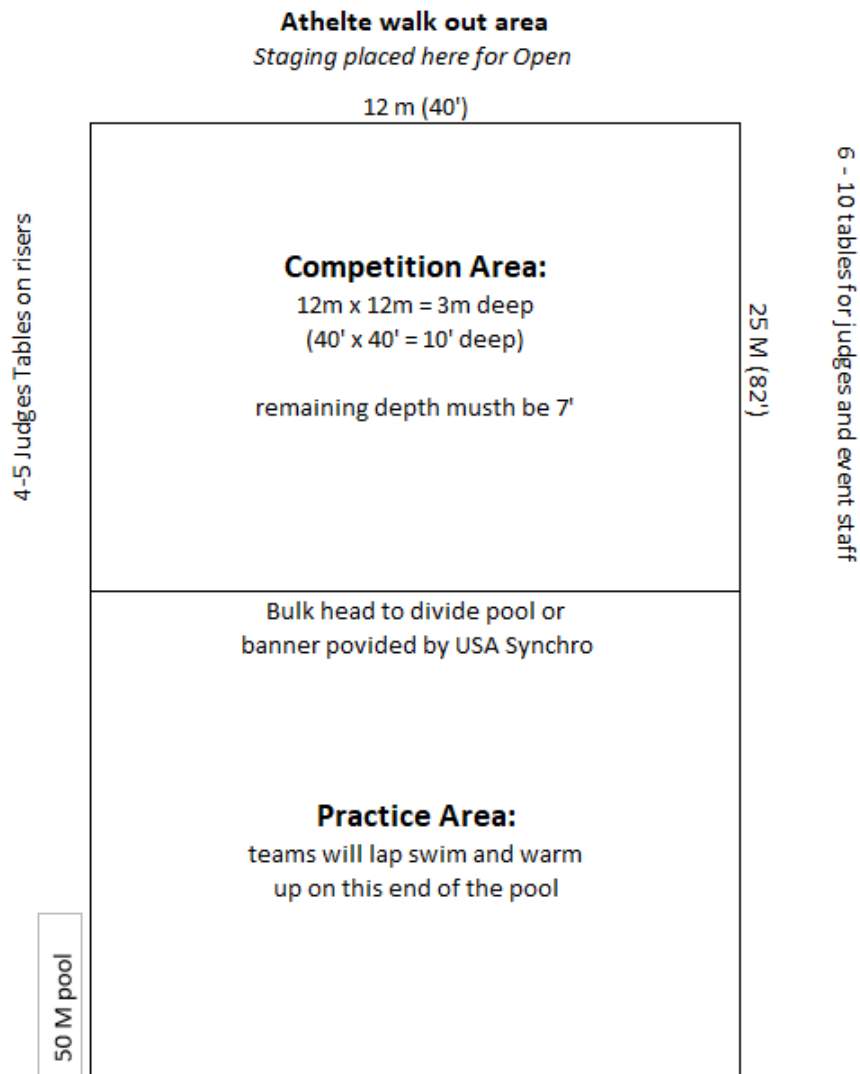 Athelte walk out area
Staging placed here for Open
12 m (40')
4-5 Judges Tables on risers
Competition Area:
12m x 12m = 3m deep
(40' x 40' = 10' deep)
remaining depth musth be 7'
25 M (82')
6 - 10 tables for judges and event staff
Bulk head to divide pool or
banner povided by USA Synchro
Practice Area:
teams will lap swim and warm
up on this end of the pool
50 M pool